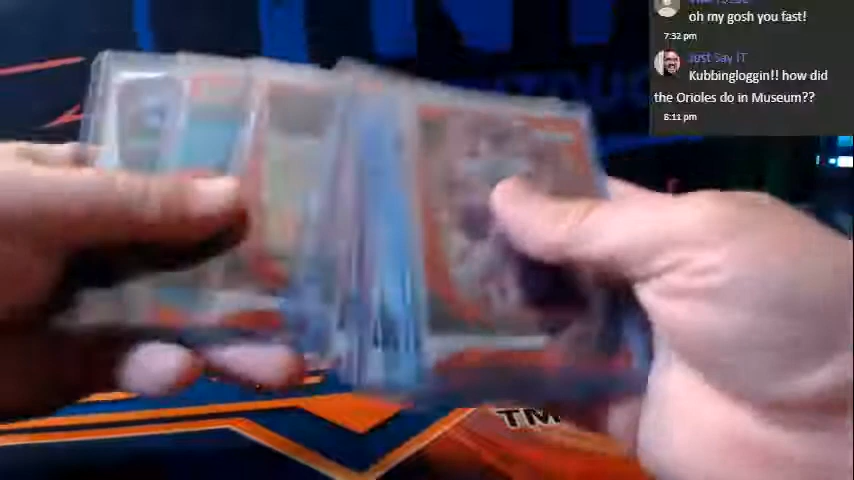 oh my gosh you fast!
7:32 pm
Just Say IT
Kubbingloggin!! how did
the Orioles do in Museum??
8:11 pm
TM